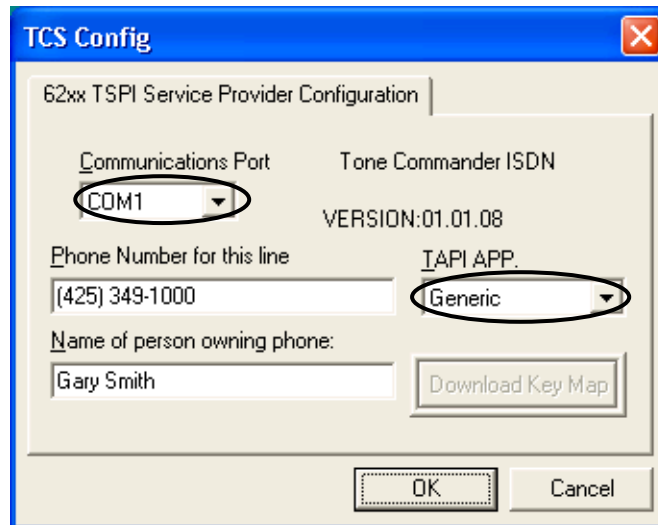 TCS Config
62xx TSPI Service Provider Configuration
Communications Port
Tone Commander ISDN
COM1
VERSION:01.01.08
Phone Number for this line
TAPI APP.
(425) 349-1000
Generic
Name of person owning phone:
Gary Smith
Download Key Map
OK
Cancel